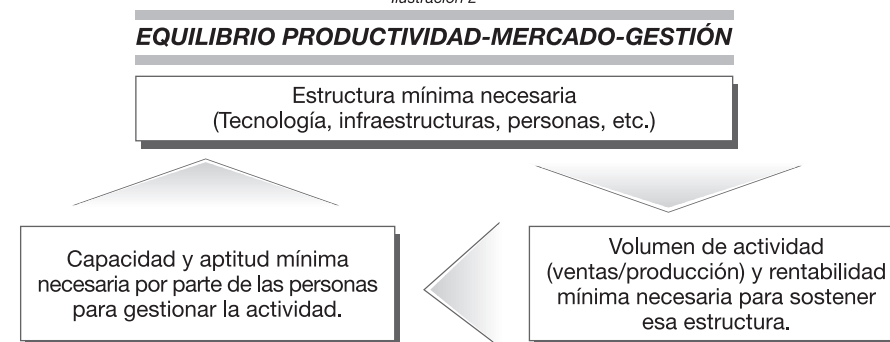 Ilustración 2
EQUILIBRIO PRODUCTIVIDAD-MERCADO-GESTIÓN
Estructura mínima necesaria
(Tecnología, infraestructuras, personas, etc.)
Capacidad y aptitud mínima
necesaria por parte de las personas
para gestionar la actividad.
Volumen de actividad
(ventas/producción) y rentabilidad
mínima necesaria para sostener
esa estructura.